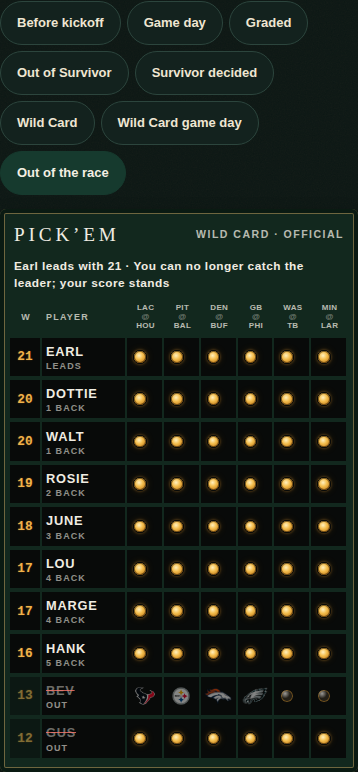 Before kickoff
Game day
Graded
Out of Survivor
Survivor decided
Wild Card
Wild Card game day
Out of the race
PICK’EM
WILD CARD · OFFICIAL
Earl leads with 21 · You can no longer catch the
leader; your score stands
W PLAYER LAC @ HOU PIT @ BAL DEN @ BUF GB @ PHI WAS @ TB MIN @ LAR
21 EARL
LEADS
20 DOTTIE
1 BACK
20 WALT
1 BACK
19 ROSIE
2 BACK
18 JUNE
3 BACK
17 LOU
4 BACK
17 MARGE
4 BACK
16 HANK
5 BACK
13 BEV
OUT
12 GUS
OUT